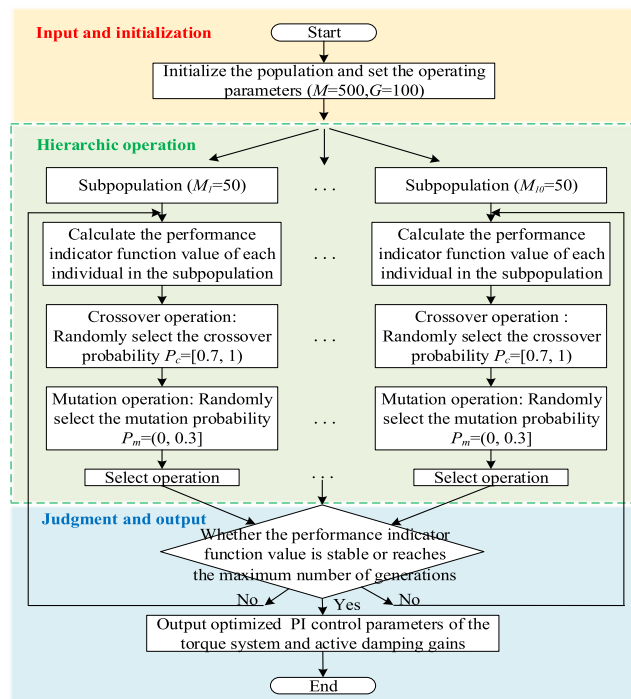 Input and initialization
Start
Initialize the population and set the operating
parameters (M=500,G=100)
Hierarchic operation
Subpopulation (M1=50)
. . .
Subpopulation (M10=50)
Calculate the performance
indicator function value of each
individual in the subpopulation
. . .
Calculate the performance
indicator function value of each
individual in the subpopulation
Crossover operation:
Randomly select the crossover
probability Pc=[0.7, 1)
. . .
Crossover operation :
Randomly select the crossover
probability Pc=[0.7, 1)
Mutation operation: Randomly
select the mutation probability
Pm=(0, 0.3]
. . .
Mutation operation: Randomly
select the mutation probability
Pm=(0, 0.3]
Select operation
. . .
Select operation
Judgment and output
Whether the performance indicator
function value is stable or reaches
the maximum number of generations
No
Yes
No
Output optimized PI control parameters of the
torque system and active damping gains
End